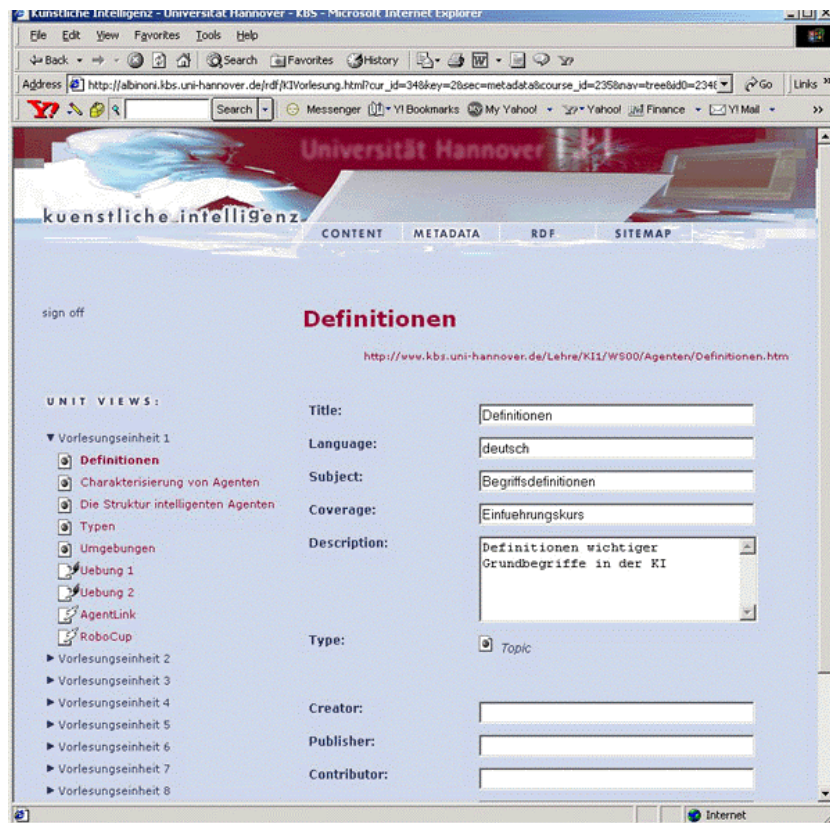 Künstliche Intelligenz - Universität Hannover - KBS - Microsoft Internet Explorer
File Edit View Favorites Tools Help
Back Search Favorites History
Address http://albinoni.kbs.uni-hannover.de/rdf/KIVorlesung.html?cur_id=34&key=2&sec=metadata&course_id=235&nav=tree&id0=234& Go Links »
Y? Search Messenger Y! Bookmarks My Yahoo! Yahoo! Finance Y! Mail »
Universität Hannover
kuenstliche intelligenz
CONTENT METADATA RDF SITEMAP
sign off
Definitionen
http://www.kbs.uni-hannover.de/Lehre/KI1/WS00/Agenten/Definitionen.htm
UNIT VIEWS:
Vorlesungseinheit 1
Definitionen
Charakterisierung von Agenten
Die Struktur intelligenten Agenten
Typen
Umgebungen
Uebung 1
Uebung 2
AgentLink
RoboCup
Vorlesungseinheit 2
Vorlesungseinheit 3
Vorlesungseinheit 4
Vorlesungseinheit 5
Vorlesungseinheit 6
Vorlesungseinheit 7
Vorlesungseinheit 8
Title: Definitionen
Language: deutsch
Subject: Begriffsdefinitionen
Coverage: Einfuehrungskurs
Description: Definitionen wichtiger
Grundbegriffe in der KI
Type: Topic
Creator:
Publisher:
Contributor:
Internet